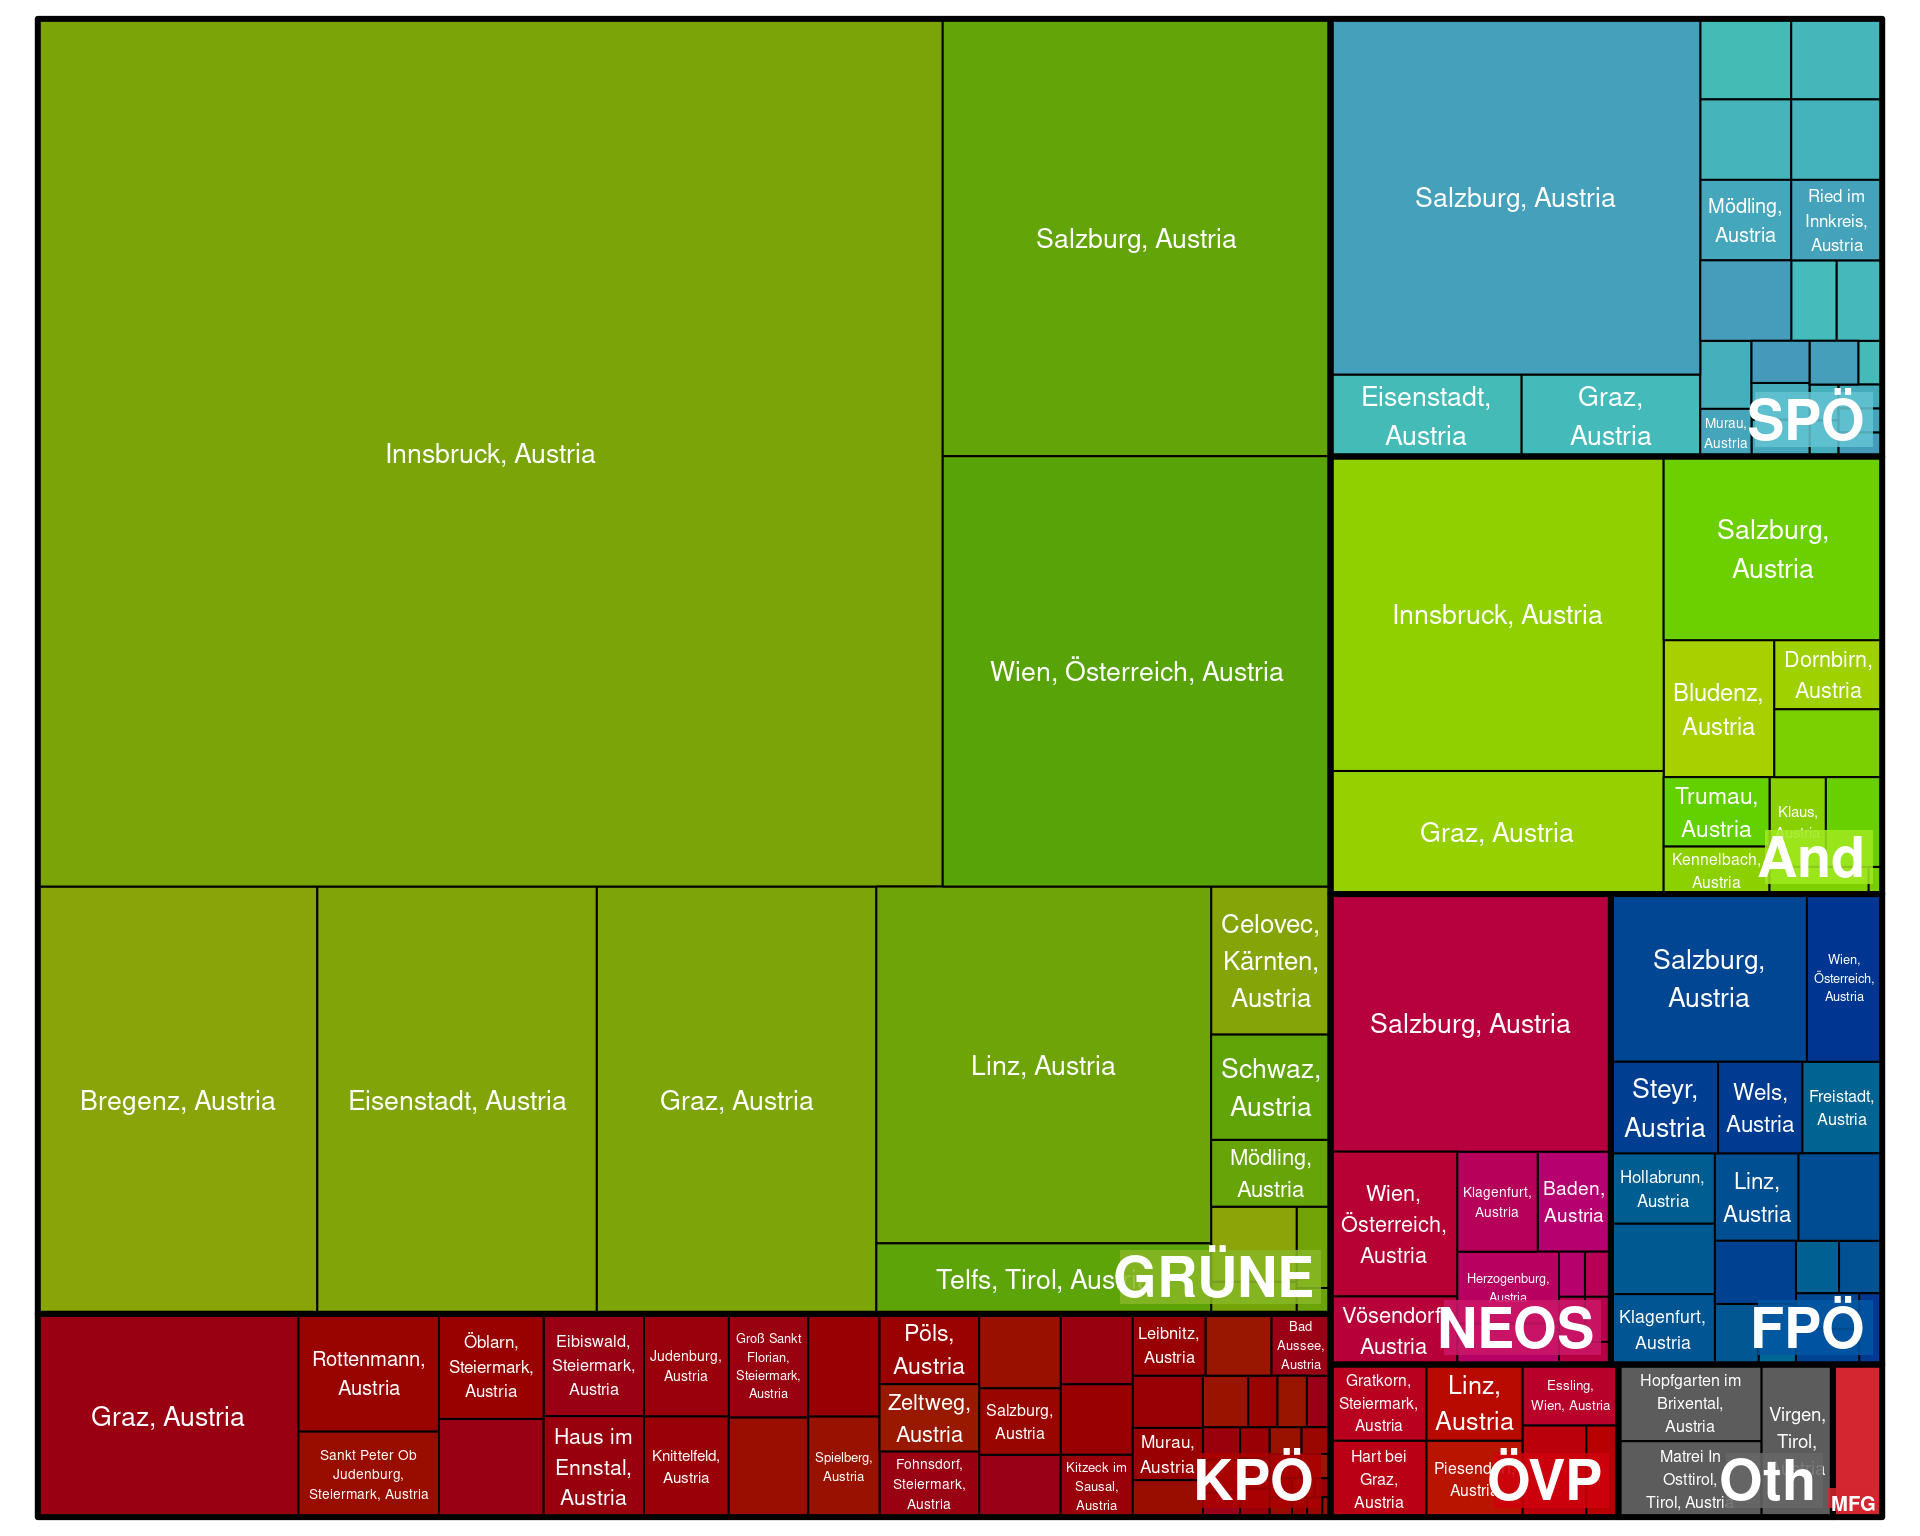 Innsbruck, Austria
Salzburg, Austria
Wien, Österreich, Austria
Bregenz, Austria
Eisenstadt, Austria
Graz, Austria
Linz, Austria
Telfs, Tirol, Aus
Celovec,
Kärnten,
Austria
Schwaz,
Austria
Mödling,
Austria
GRÜNE
Salzburg, Austria
Eisenstadt,
Austria
Graz,
Austria
Mödling,
Austria
Ried im
Innkreis,
Austria
Murau,
Austria
SPÖ
Innsbruck, Austria
Graz, Austria
Salzburg,
Austria
Bludenz,
Austria
Dornbirn,
Austria
Trumau,
Austria
Klaus,
Austria
Kennelbach,
Austria
And
Salzburg, Austria
Wien,
Österreich,
Austria
Klagenfurt,
Austria
Baden,
Austria
Herzogenburg,
Austria
Vösendorf,
Austria
NEOS
Salzburg,
Austria
Wien,
Österreich,
Austria
Steyr,
Austria
Wels,
Austria
Freistadt,
Austria
Hollabrunn,
Austria
Linz,
Austria
Klagenfurt,
Austria
FPÖ
Graz, Austria
Rottenmann,
Austria
Sankt Peter Ob
Judenburg,
Steiermark, Austria
Öblarn,
Steiermark,
Austria
Eibiswald,
Steiermark,
Austria
Haus im
Ennstal,
Austria
Judenburg,
Austria
Knittelfeld,
Austria
Groß Sankt
Florian,
Steiermark,
Austria
Spielberg,
Austria
Pöls,
Austria
Zeltweg,
Austria
Fohnsdorf,
Steiermark,
Austria
Salzburg,
Austria
Kitzeck im
Sausal,
Austria
Leibnitz,
Austria
Murau,
Austria
Bad
Aussee,
Austria
KPÖ
Gratkorn,
Steiermark,
Austria
Hart bei
Graz,
Austria
Linz,
Austria
Piesendorf,
Austria
Essling,
Wien, Austria
ÖVP
Hopfgarten im
Brixental,
Austria
Matrei In
Osttirol,
Tirol, Austria
Virgen,
Tirol,
Austria
Oth
MFG